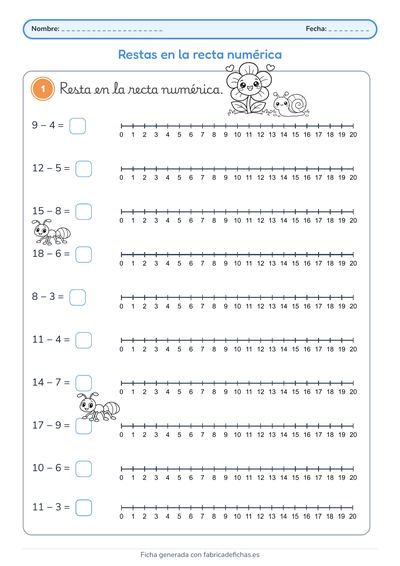 Nombre: Fecha:
Restas en la recta numérica
1 Resta en la recta numérica.
9 – 4 =
0 1 2 3 4 5 6 7 8 9 10 11 12 13 14 15 16 17 18 19 20
12 – 5 =
0 1 2 3 4 5 6 7 8 9 10 11 12 13 14 15 16 17 18 19 20
15 – 8 =
0 1 2 3 4 5 6 7 8 9 10 11 12 13 14 15 16 17 18 19 20
18 – 6 =
0 1 2 3 4 5 6 7 8 9 10 11 12 13 14 15 16 17 18 19 20
8 – 3 =
0 1 2 3 4 5 6 7 8 9 10 11 12 13 14 15 16 17 18 19 20
11 – 4 =
0 1 2 3 4 5 6 7 8 9 10 11 12 13 14 15 16 17 18 19 20
14 – 7 =
0 1 2 3 4 5 6 7 8 9 10 11 12 13 14 15 16 17 18 19 20
17 – 9 =
0 1 2 3 4 5 6 7 8 9 10 11 12 13 14 15 16 17 18 19 20
10 – 6 =
0 1 2 3 4 5 6 7 8 9 10 11 12 13 14 15 16 17 18 19 20
11 – 3 =
0 1 2 3 4 5 6 7 8 9 10 11 12 13 14 15 16 17 18 19 20
Ficha generada con fabricadefichas.es